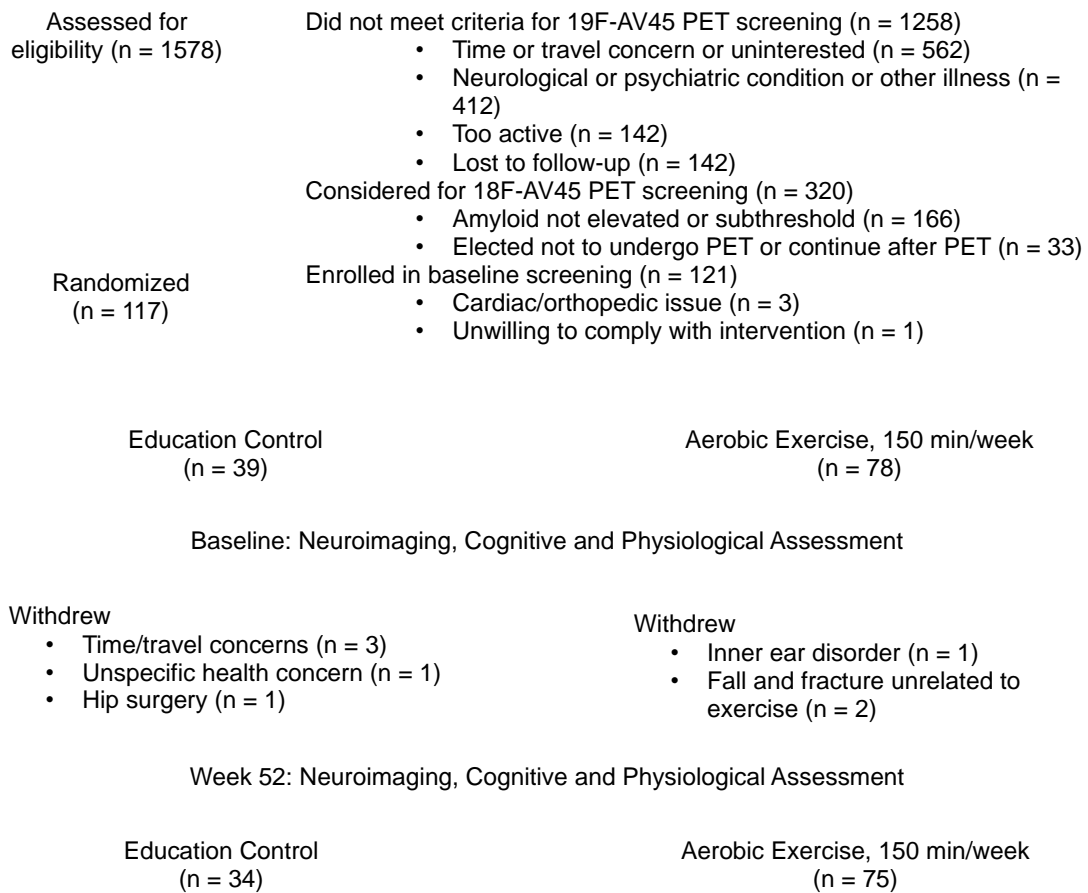 Assessed for
eligibility (n = 1578)
Did not meet criteria for 19F-AV45 PET screening (n = 1258)
• Time or travel concern or uninterested (n = 562)
• Neurological or psychiatric condition or other illness (n =
412)
• Too active (n = 142)
• Lost to follow-up (n = 142)
Considered for 18F-AV45 PET screening (n = 320)
• Amyloid not elevated or subthreshold (n = 166)
• Elected not to undergo PET or continue after PET (n = 33)
Enrolled in baseline screening (n = 121)
• Cardiac/orthopedic issue (n = 3)
• Unwilling to comply with intervention (n = 1)
Randomized
(n = 117)
Education Control
(n = 39)
Aerobic Exercise, 150 min/week
(n = 78)
Baseline: Neuroimaging, Cognitive and Physiological Assessment
Withdrew
• Time/travel concerns (n = 3)
• Unspecific health concern (n = 1)
• Hip surgery (n = 1)
Withdrew
• Inner ear disorder (n = 1)
• Fall and fracture unrelated to
exercise (n = 2)
Week 52: Neuroimaging, Cognitive and Physiological Assessment
Education Control
(n = 34)
Aerobic Exercise, 150 min/week
(n = 75)